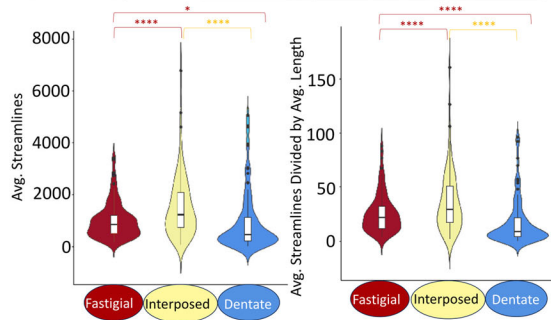 *
****
****
8000
6000
4000
2000
0
Avg. Streamlines
Fastigial
Interposed
Dentate
****
****
****
150
100
50
0
Avg. Streamlines Divided by Avg. Length
Fastigial
Interposed
Dentate